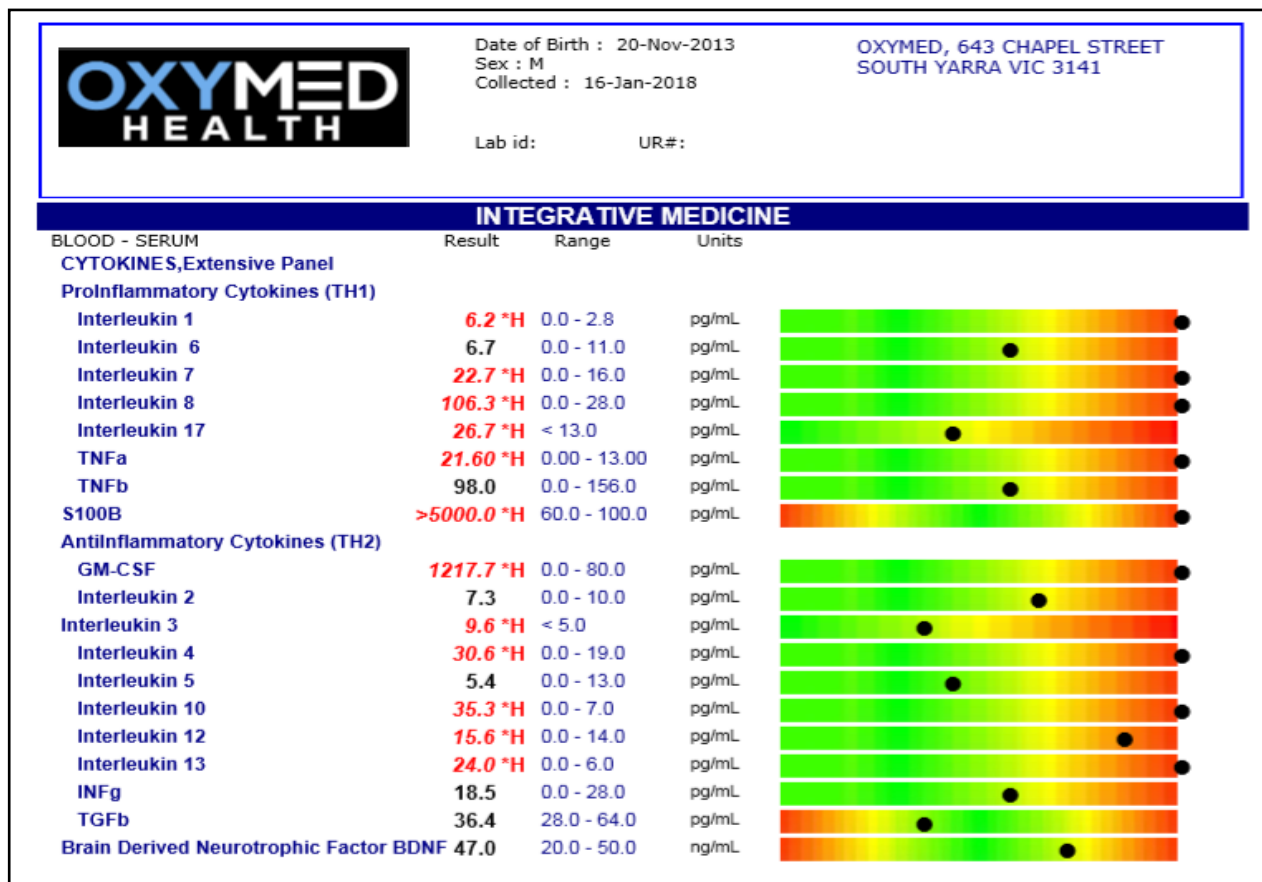 OXYMED
HEALTH
Date of Birth : 20-Nov-2013
Sex : M
Collected : 16-Jan-2018
Lab id: UR#:
OXYMED, 643 CHAPEL STREET
SOUTH YARRA VIC 3141
INTEGRATIVE MEDICINE
BLOOD - SERUM Result Range Units
CYTOKINES,Extensive Panel
ProInflammatory Cytokines (TH1)
Interleukin 1 6.2 *H 0.0 - 2.8 pg/mL
Interleukin 6 6.7 0.0 - 11.0 pg/mL
Interleukin 7 22.7 *H 0.0 - 16.0 pg/mL
Interleukin 8 106.3 *H 0.0 - 28.0 pg/mL
Interleukin 17 26.7 *H < 13.0 pg/mL
TNFa 21.60 *H 0.00 - 13.00 pg/mL
TNFb 98.0 0.0 - 156.0 pg/mL
S100B >5000.0 *H 60.0 - 100.0 pg/mL
AntiInflammatory Cytokines (TH2)
GM-CSF 1217.7 *H 0.0 - 80.0 pg/mL
Interleukin 2 7.3 0.0 - 10.0 pg/mL
Interleukin 3 9.6 *H < 5.0 pg/mL
Interleukin 4 30.6 *H 0.0 - 19.0 pg/mL
Interleukin 5 5.4 0.0 - 13.0 pg/mL
Interleukin 10 35.3 *H 0.0 - 7.0 pg/mL
Interleukin 12 15.6 *H 0.0 - 14.0 pg/mL
Interleukin 13 24.0 *H 0.0 - 6.0 pg/mL
INFg 18.5 0.0 - 28.0 pg/mL
TGFb 36.4 28.0 - 64.0 pg/mL
Brain Derived Neurotrophic Factor BDNF 47.0 20.0 - 50.0 ng/mL